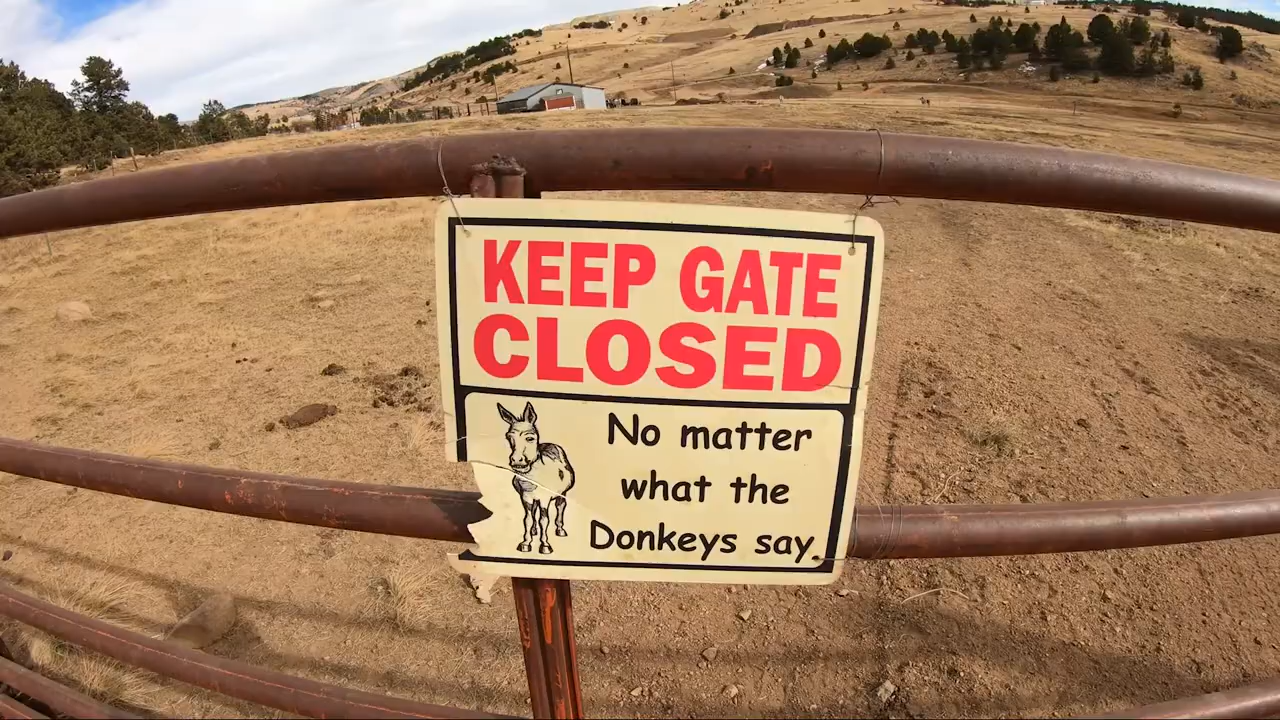 KEEP GATE
CLOSED
No matter
what the
Donkeys say.